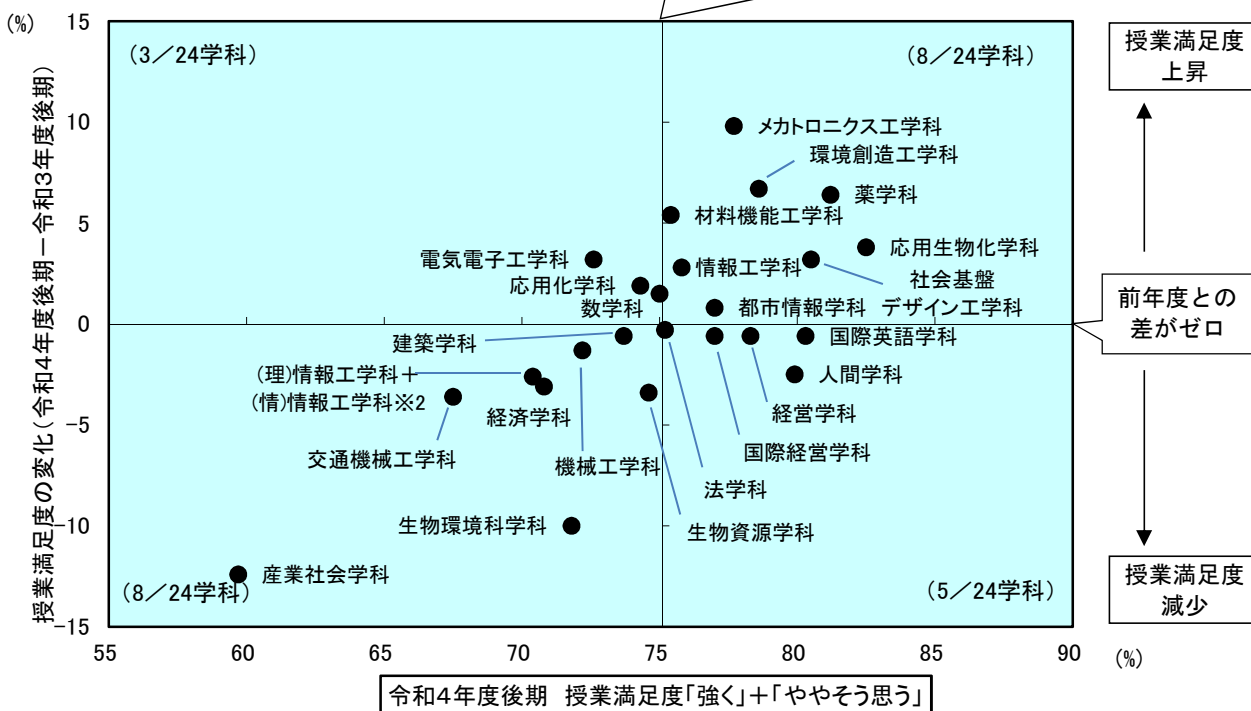 (%)
15
10
5
0
-5
-10
-15
授業満足度の変化(令和4年度後期－令和3年度後期)
(3／24学科)
(8／24学科)
メカトロニクス工学科
環境創造工学科
薬学科
材料機能工学科
応用生物化学科
電気電子工学科
情報工学科
社会基盤
デザイン工学科
応用化学科
数学科
都市情報学科
建築学科
国際英語学科
(理)情報工学科＋
(情)情報工学科※2
人間学科
経済学科
経営学科
交通機械工学科
機械工学科
国際経営学科
法学科
生物環境科学科
生物資源学科
産業社会学科
(8／24学科)
(5／24学科)
55
60
65
70
75
80
85
90
(%)
令和4年度後期 授業満足度「強く」＋「ややそう思う」
授業満足度
上昇
前年度との
差がゼロ
授業満足度
減少